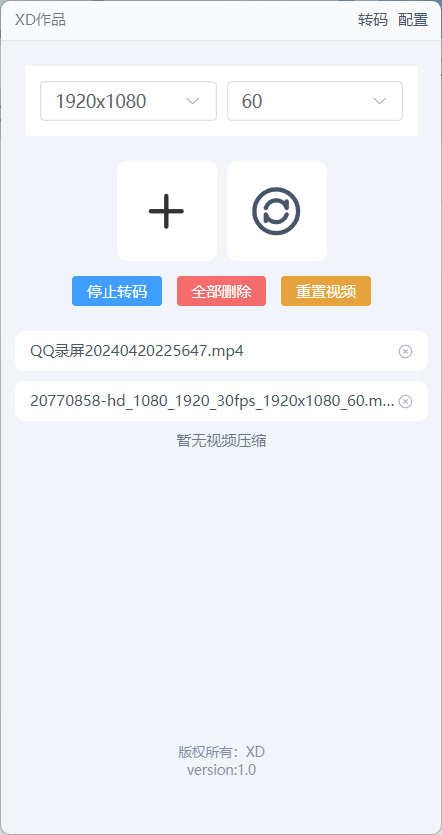 XD作品 转码 配置
1920x1080 60
停止转码 全部删除 重置视频
QQ录屏20240420225647.mp4
20770858-hd_1080_1920_30fps_1920x1080_60.m...
暂无视频压缩
版权所有：XD
version:1.0